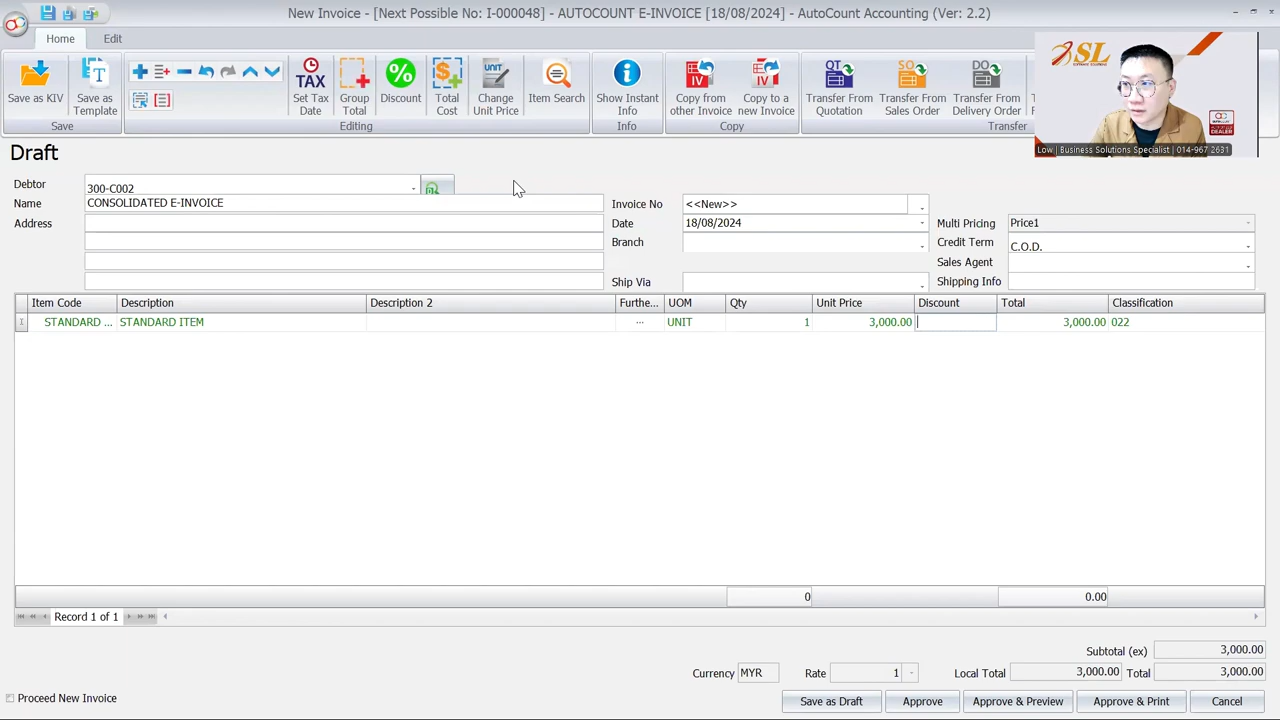 New Invoice - [Next Possible No: I-000048] - AUTOCOUNT E-INVOICE [18/08/2024] - AutoCount Accounting (Ver: 2.2)
Home Edit
Save as KIV
Save as Template
Save
Set Tax Date
Group Total
Discount
Total Cost
Change Unit Price
Item Search
Editing
Show Instant Info
Info
Copy from other Invoice
Copy to a new Invoice
Copy
Transfer From Quotation
Transfer From Sales Order
Transfer From Delivery Order
Transfer
TAX
UNIT
IV
IV
QT
SO
DO
SL
Low | Business Solutions Specialist | 014-967 2631
Draft
Debtor 300-C002
Name CONSOLIDATED E-INVOICE
Address
Invoice No <<New>>
Date 18/08/2024
Branch
Ship Via
Multi Pricing Price1
Credit Term C.O.D.
Sales Agent
Shipping Info
Item Code Description Description 2 Furthe... UOM Qty Unit Price Discount Total Classification
STANDARD ... STANDARD ITEM ... UNIT 1 3,000.00 3,000.00 022
0 0.00
Record 1 of 1
Subtotal (ex) 3,000.00
Currency MYR Rate 1 Local Total 3,000.00 Total 3,000.00
Proceed New Invoice
Save as Draft Approve Approve & Preview Approve & Print Cancel